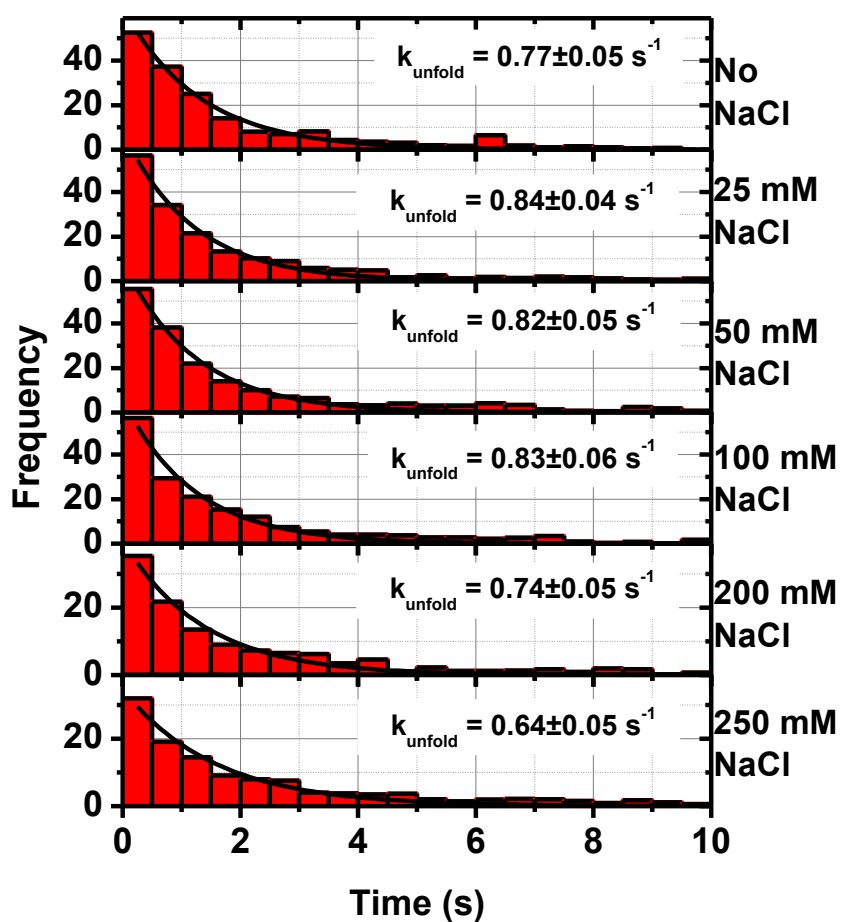 40
20
0
k_unfold = 0.77±0.05 s⁻¹
No
NaCl
40
20
0
k_unfold = 0.84±0.04 s⁻¹
25 mM
NaCl
40
20
0
k_unfold = 0.82±0.05 s⁻¹
50 mM
NaCl
Frequency
40
20
0
k_unfold = 0.83±0.06 s⁻¹
100 mM
NaCl
20
0
k_unfold = 0.74±0.05 s⁻¹
200 mM
NaCl
20
0
k_unfold = 0.64±0.05 s⁻¹
250 mM
NaCl
0 2 4 6 8 10
Time (s)